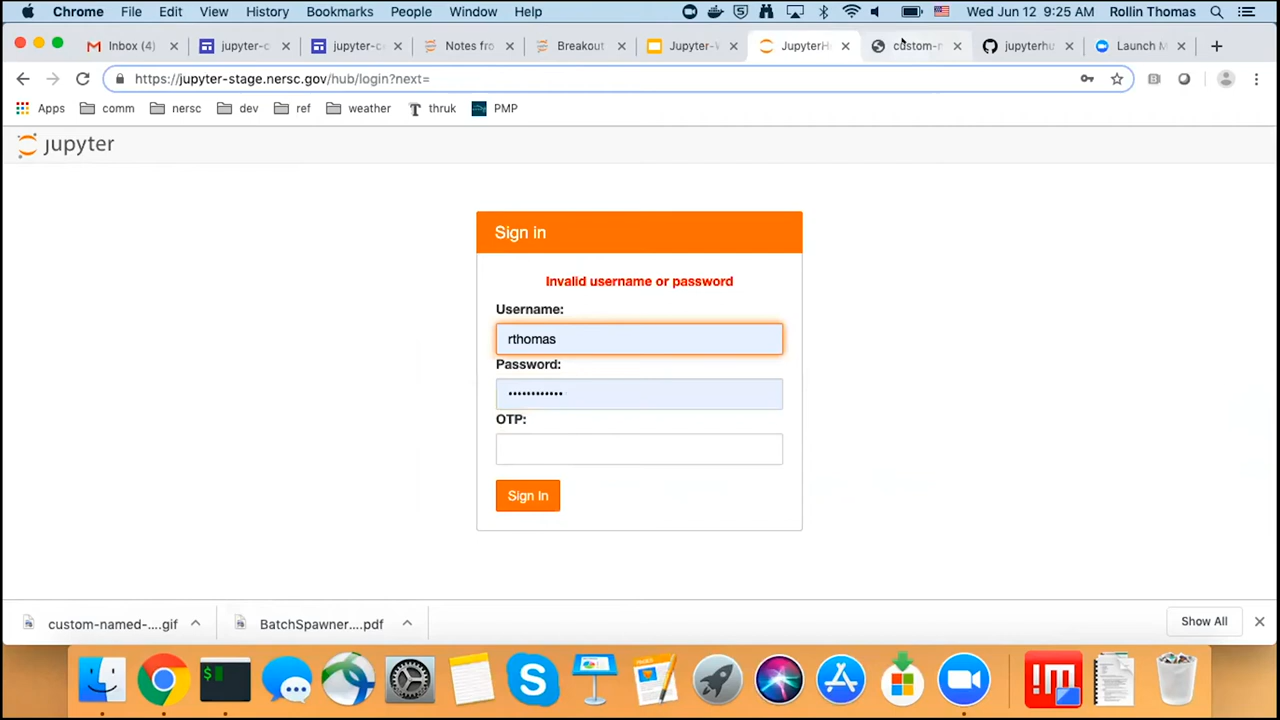 Chrome File Edit View History Bookmarks People Window Help Wed Jun 12 9:25 AM Rollin Thomas
Inbox (4) jupyter-c jupyter-c Notes fro Breakout Jupyter-W JupyterH custom-n jupyterhu Launch M
https://jupyter-stage.nersc.gov/hub/login?next=
Apps comm nersc dev ref weather thruk PMP
jupyter
Sign in
Invalid username or password
Username:
rthomas
Password:
••••••••••••
OTP:
Sign In
custom-named-....gif BatchSpawner....pdf Show All